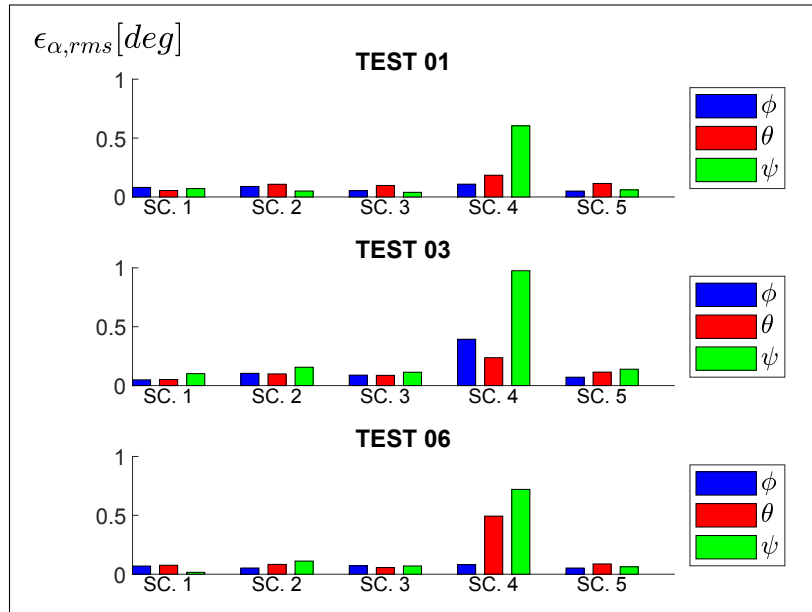 ϵα,rms[deg]
TEST 01
1
0.5
0
SC. 1 SC. 2 SC. 3 SC. 4 SC. 5
ϕ
θ
ψ
TEST 03
1
0.5
0
SC. 1 SC. 2 SC. 3 SC. 4 SC. 5
ϕ
θ
ψ
TEST 06
1
0.5
0
SC. 1 SC. 2 SC. 3 SC. 4 SC. 5
ϕ
θ
ψ